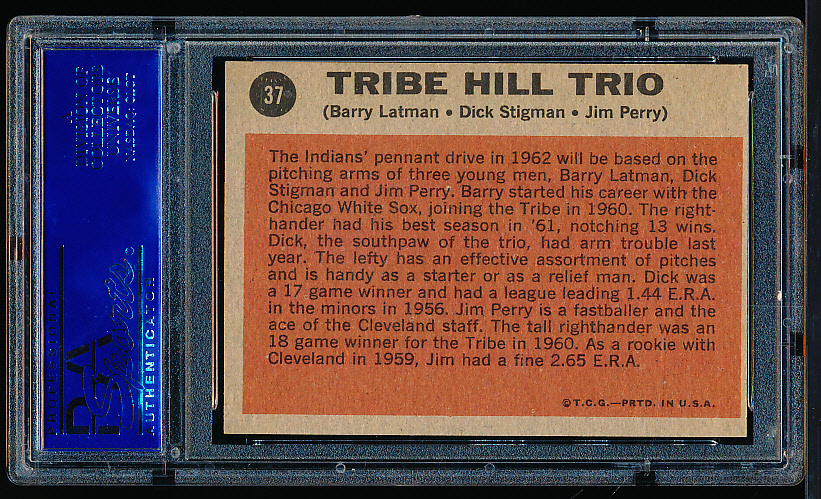 37
TRIBE HILL TRIO
(Barry Latman • Dick Stigman • Jim Perry)
The Indians' pennant drive in 1962 will be based on the
pitching arms of three young men, Barry Latman, Dick
Stigman and Jim Perry. Barry started his career with the
Chicago White Sox, joining the Tribe in 1960. The right-
hander had his best season in '61, notching 13 wins.
Dick, the southpaw of the trio, had arm trouble last
year. The lefty has an effective assortment of pitches
and is handy as a starter or as a relief man. Dick was
a 17 game winner and had a league leading 1.44 E.R.A.
in the minors in 1956. Jim Perry is a fastballer and the
ace of the Cleveland staff. The tall righthander was an
18 game winner for the Tribe in 1960. As a rookie with
Cleveland in 1959, Jim had a fine 2.65 E.R.A.
©T.C.G.—PRTD. IN U.S.A.
PROFESSIONAL
PSA
Sports
AUTHENTICATOR